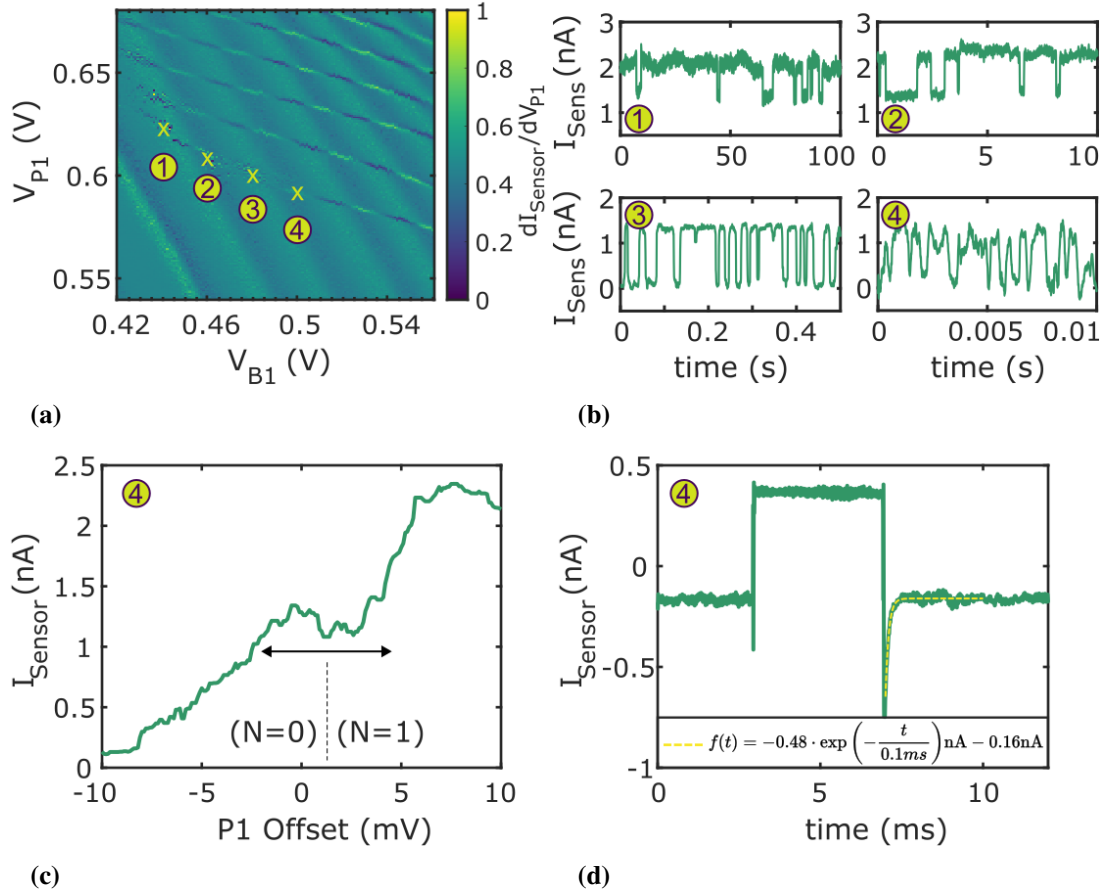 0.65
0.6
0.55
V_P1 (V)
0.42 0.46 0.5 0.54
V_B1 (V)
1
2
3
4
1
0.8
0.6
0.4
0.2
0
dI_Sensor/dV_P1
(a)
3
2
1
I_Sens (nA)
1
0 50 100
3
2
1
2
0 5 10
2
1
0
I_Sens (nA)
3
0 0.2 0.4
time (s)
2
1
0
4
0 0.005 0.010
time (s)
(b)
4
2.5
2
1.5
1
0.5
0
I_Sensor (nA)
(N=0) (N=1)
-10 -5 0 5 10
P1 Offset (mV)
(c)
4
0.5
0
-0.5
-1
I_Sensor (nA)
f(t) = −0.48 · exp(−t/0.1ms)nA − 0.16nA
0 5 10
time (ms)
(d)